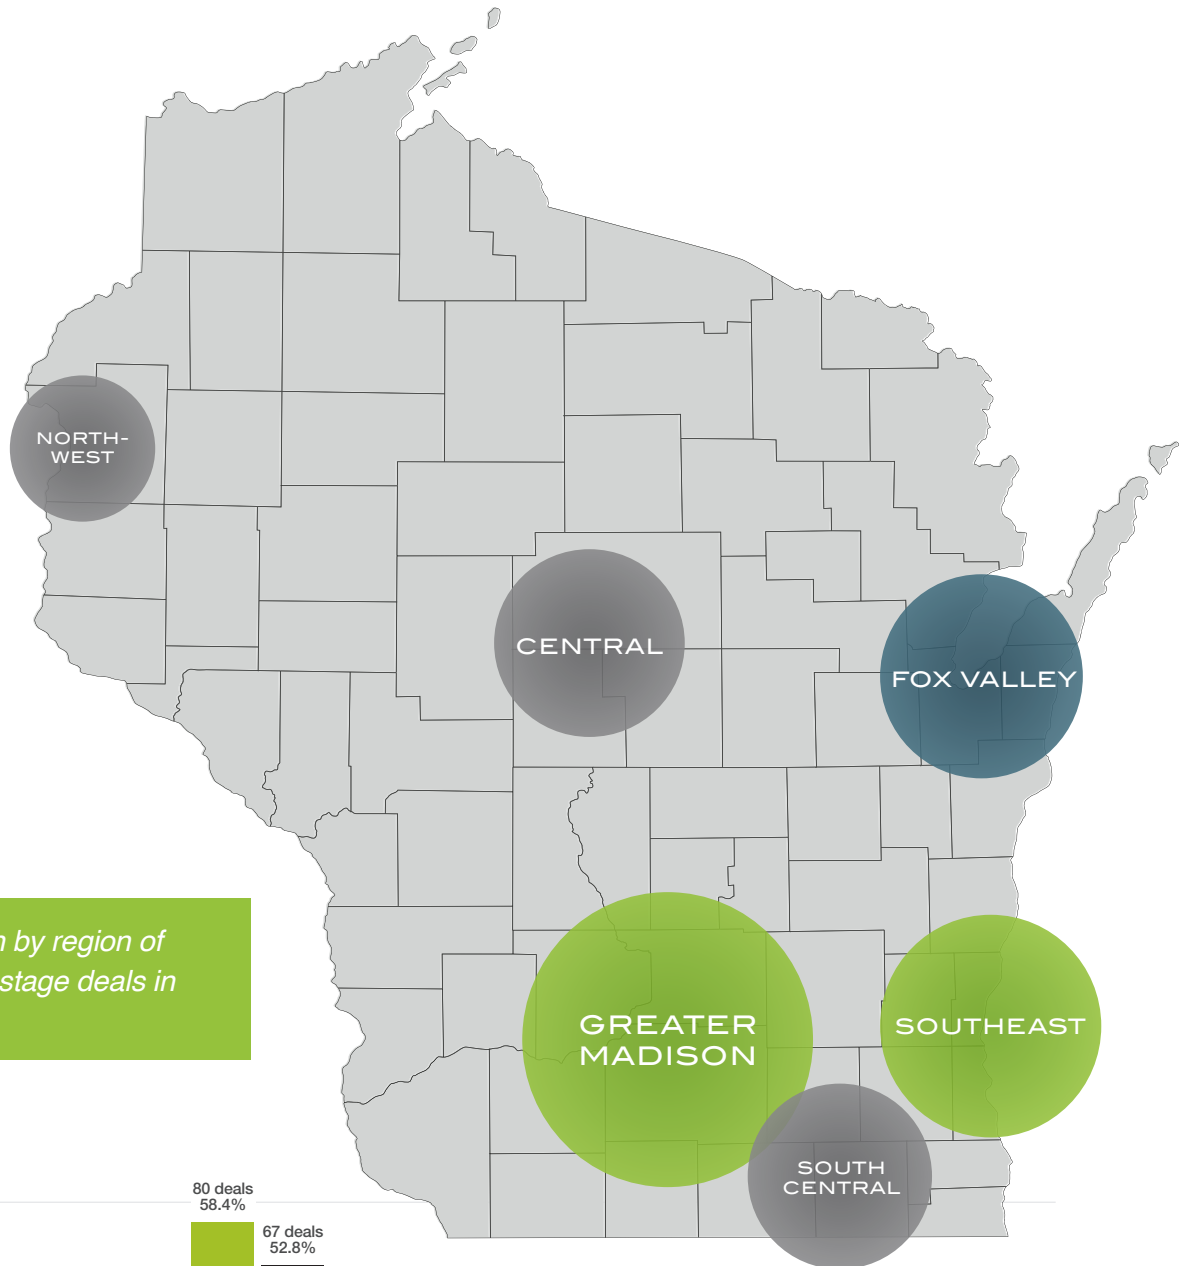 NORTH-
WEST
CENTRAL
FOX VALLEY
by region of
stage deals in
GREATER
MADISON
SOUTHEAST
SOUTH
CENTRAL
80 deals
58.4%
67 deals
52.8%